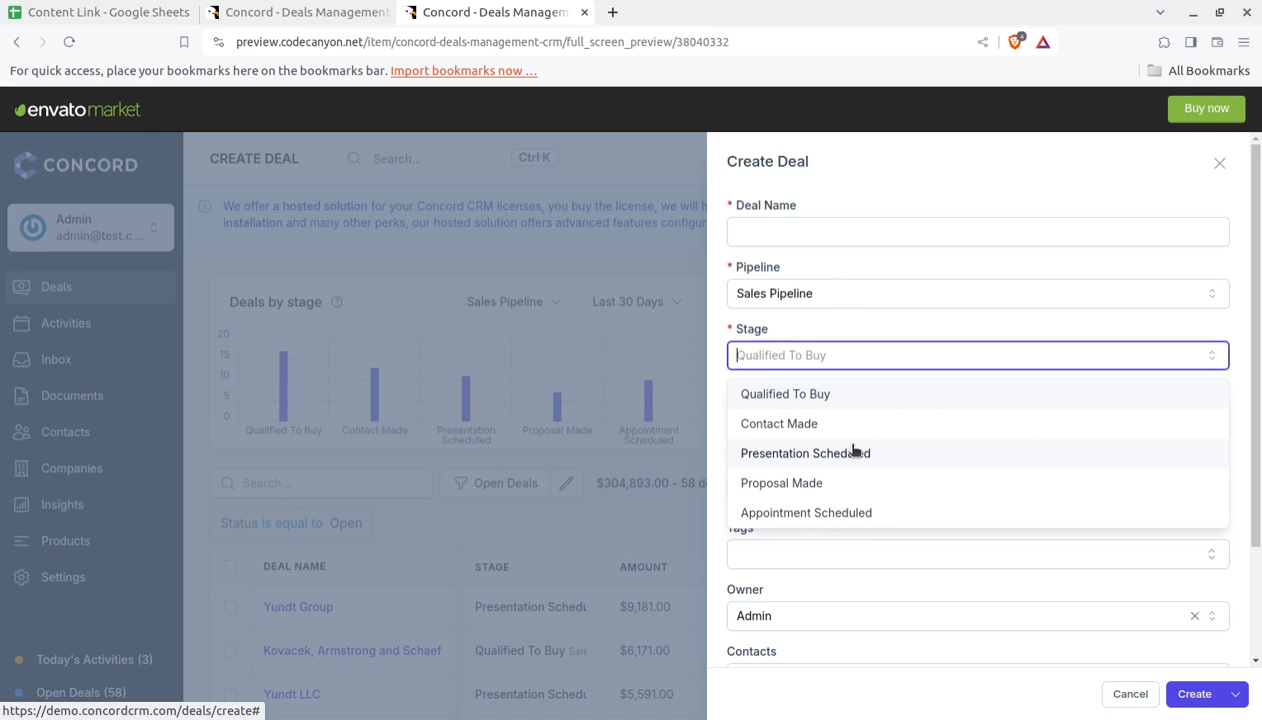 Content Link - Google Sheets
Concord - Deals Management
Concord - Deals Managem
preview.codecanyon.net/item/concord-deals-management-crm/full_screen_preview/38040332
4
For quick access, place your bookmarks here on the bookmarks bar. Import bookmarks now ...
All Bookmarks
envatomarket
Buy now
CONCORD
Admin
admin@test.c...
Deals
Activities
Inbox
Documents
Contacts
Companies
Insights
Products
Settings
Today's Activities (3)
Open Deals (58)
https://demo.concordcrm.com/deals/create#
CREATE DEAL
Search...
Ctrl K
We offer a hosted solution for your Concord CRM licenses, you buy the license, we will h
installation and many other perks, our hosted solution offers advanced features configur
Deals by stage
Sales Pipeline
Last 30 Days
20
15
10
5
0
Qualified To Buy
Contact Made
Presentation Scheduled
Proposal Made
Appointment Scheduled
Search...
Open Deals
$304,893.00 - 58 d
Status is equal to Open
DEAL NAME
STAGE
AMOUNT
Yundt Group
Presentation Schedu
$9,181.00
Kovacek, Armstrong and Schaef
Qualified To Buy Sale
$6,171.00
Yundt LLC
Presentation Schedu
$5,591.00
Create Deal
* Deal Name
* Pipeline
Sales Pipeline
* Stage
Qualified To Buy
Qualified To Buy
Contact Made
Presentation Scheduled
Proposal Made
Appointment Scheduled
Tags
Owner
Admin
Contacts
Cancel
Create